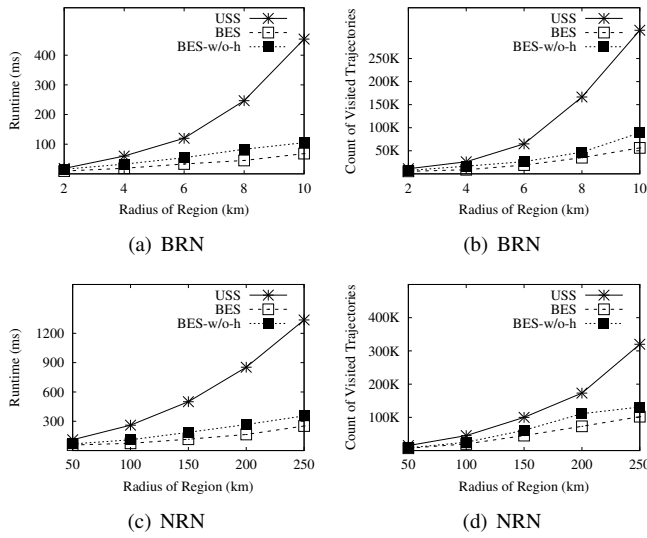 USS
BES
BES-w/o-h
Runtime (ms)
400
300
200
100
2 4 6 8 10
Radius of Region (km)
(a) BRN
USS
BES
BES-w/o-h
Count of Visited Trajectories
250K
200K
150K
100K
50K
2 4 6 8 10
Radius of Region (km)
(b) BRN
USS
BES
BES-w/o-h
Runtime (ms)
1200
900
600
300
50 100 150 200 250
Radius of Region (km)
(c) NRN
USS
BES
BES-w/o-h
Count of Visited Trajectories
400K
300K
200K
100K
50 100 150 200 250
Radius of Region (km)
(d) NRN